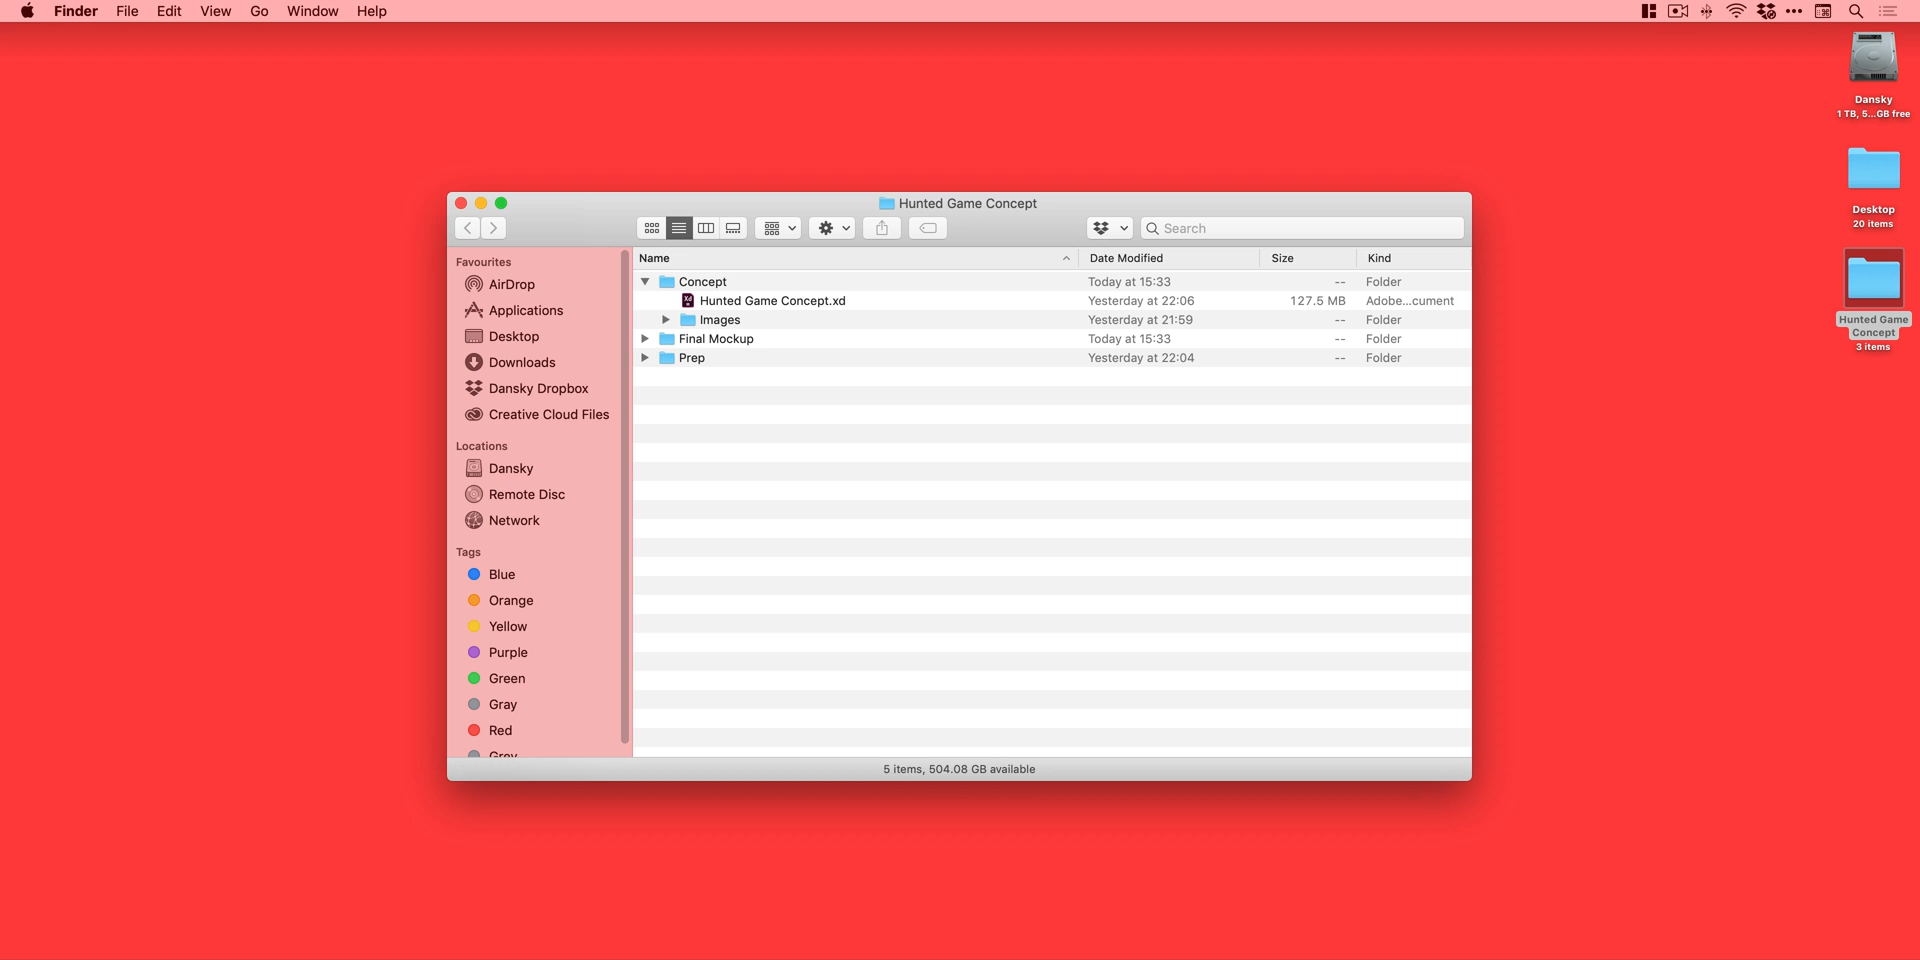 Finder File Edit View Go Window Help
Dansky
1 TB, 5...GB free
Desktop
20 items
Hunted Game
Concept
3 items
Hunted Game Concept
Search
Favourites
AirDrop
Applications
Desktop
Downloads
Dansky Dropbox
Creative Cloud Files
Locations
Dansky
Remote Disc
Network
Tags
Blue
Orange
Yellow
Purple
Green
Gray
Red
Grey
Name Date Modified Size Kind
Concept Today at 15:33 -- Folder
Hunted Game Concept.xd Yesterday at 22:06 127.5 MB Adobe...cument
Images Yesterday at 21:59 -- Folder
Final Mockup Today at 15:33 -- Folder
Prep Yesterday at 22:04 -- Folder
5 items, 504.08 GB available